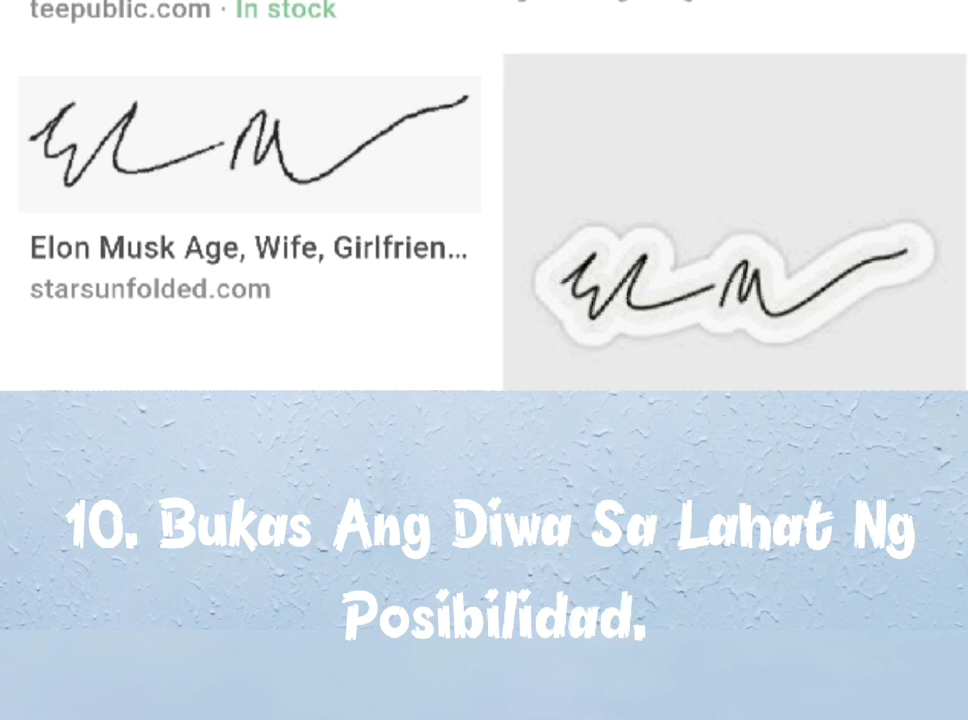 teepublic.com · In stock
Elon Musk Age, Wife, Girlfrien...
starsunfolded.com
10. Bukas Ang Diwa Sa Lahat Ng
Posibilidad.